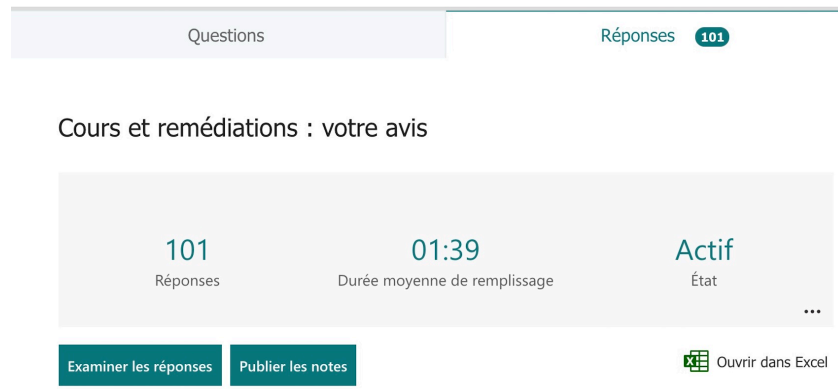 Questions
Réponses 101
Cours et remédiations : votre avis
101
Réponses
01:39
Durée moyenne de remplissage
Actif
État
Examiner les réponses
Publier les notes
Ouvrir dans Excel